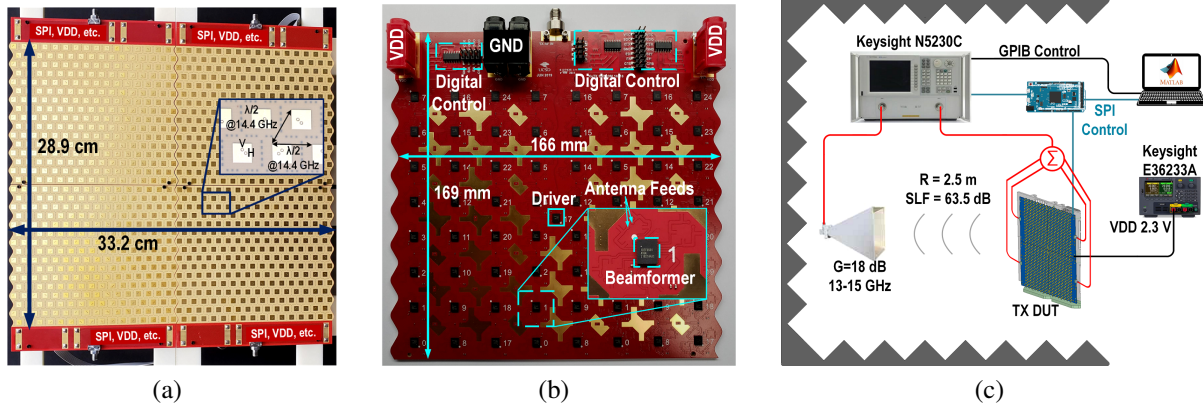 SPI, VDD, etc.
SPI, VDD, etc.
28.9 cm
33.2 cm
λ/2
@14.4 GHz
V
H
λ/2
@14.4 GHz
SPI, VDD, etc.
SPI, VDD, etc.
(a)
VDD
GND
VDD
Digital
Control
Digital Control
166 mm
169 mm
Driver
Antenna Feeds
1
Beamformer
(b)
Keysight N5230C
GPIB Control
MATLAB
SPI
Control
Σ
Keysight
E36233A
R = 2.5 m
SLF = 63.5 dB
VDD 2.3 V
G=18 dB
13-15 GHz
TX DUT
(c)